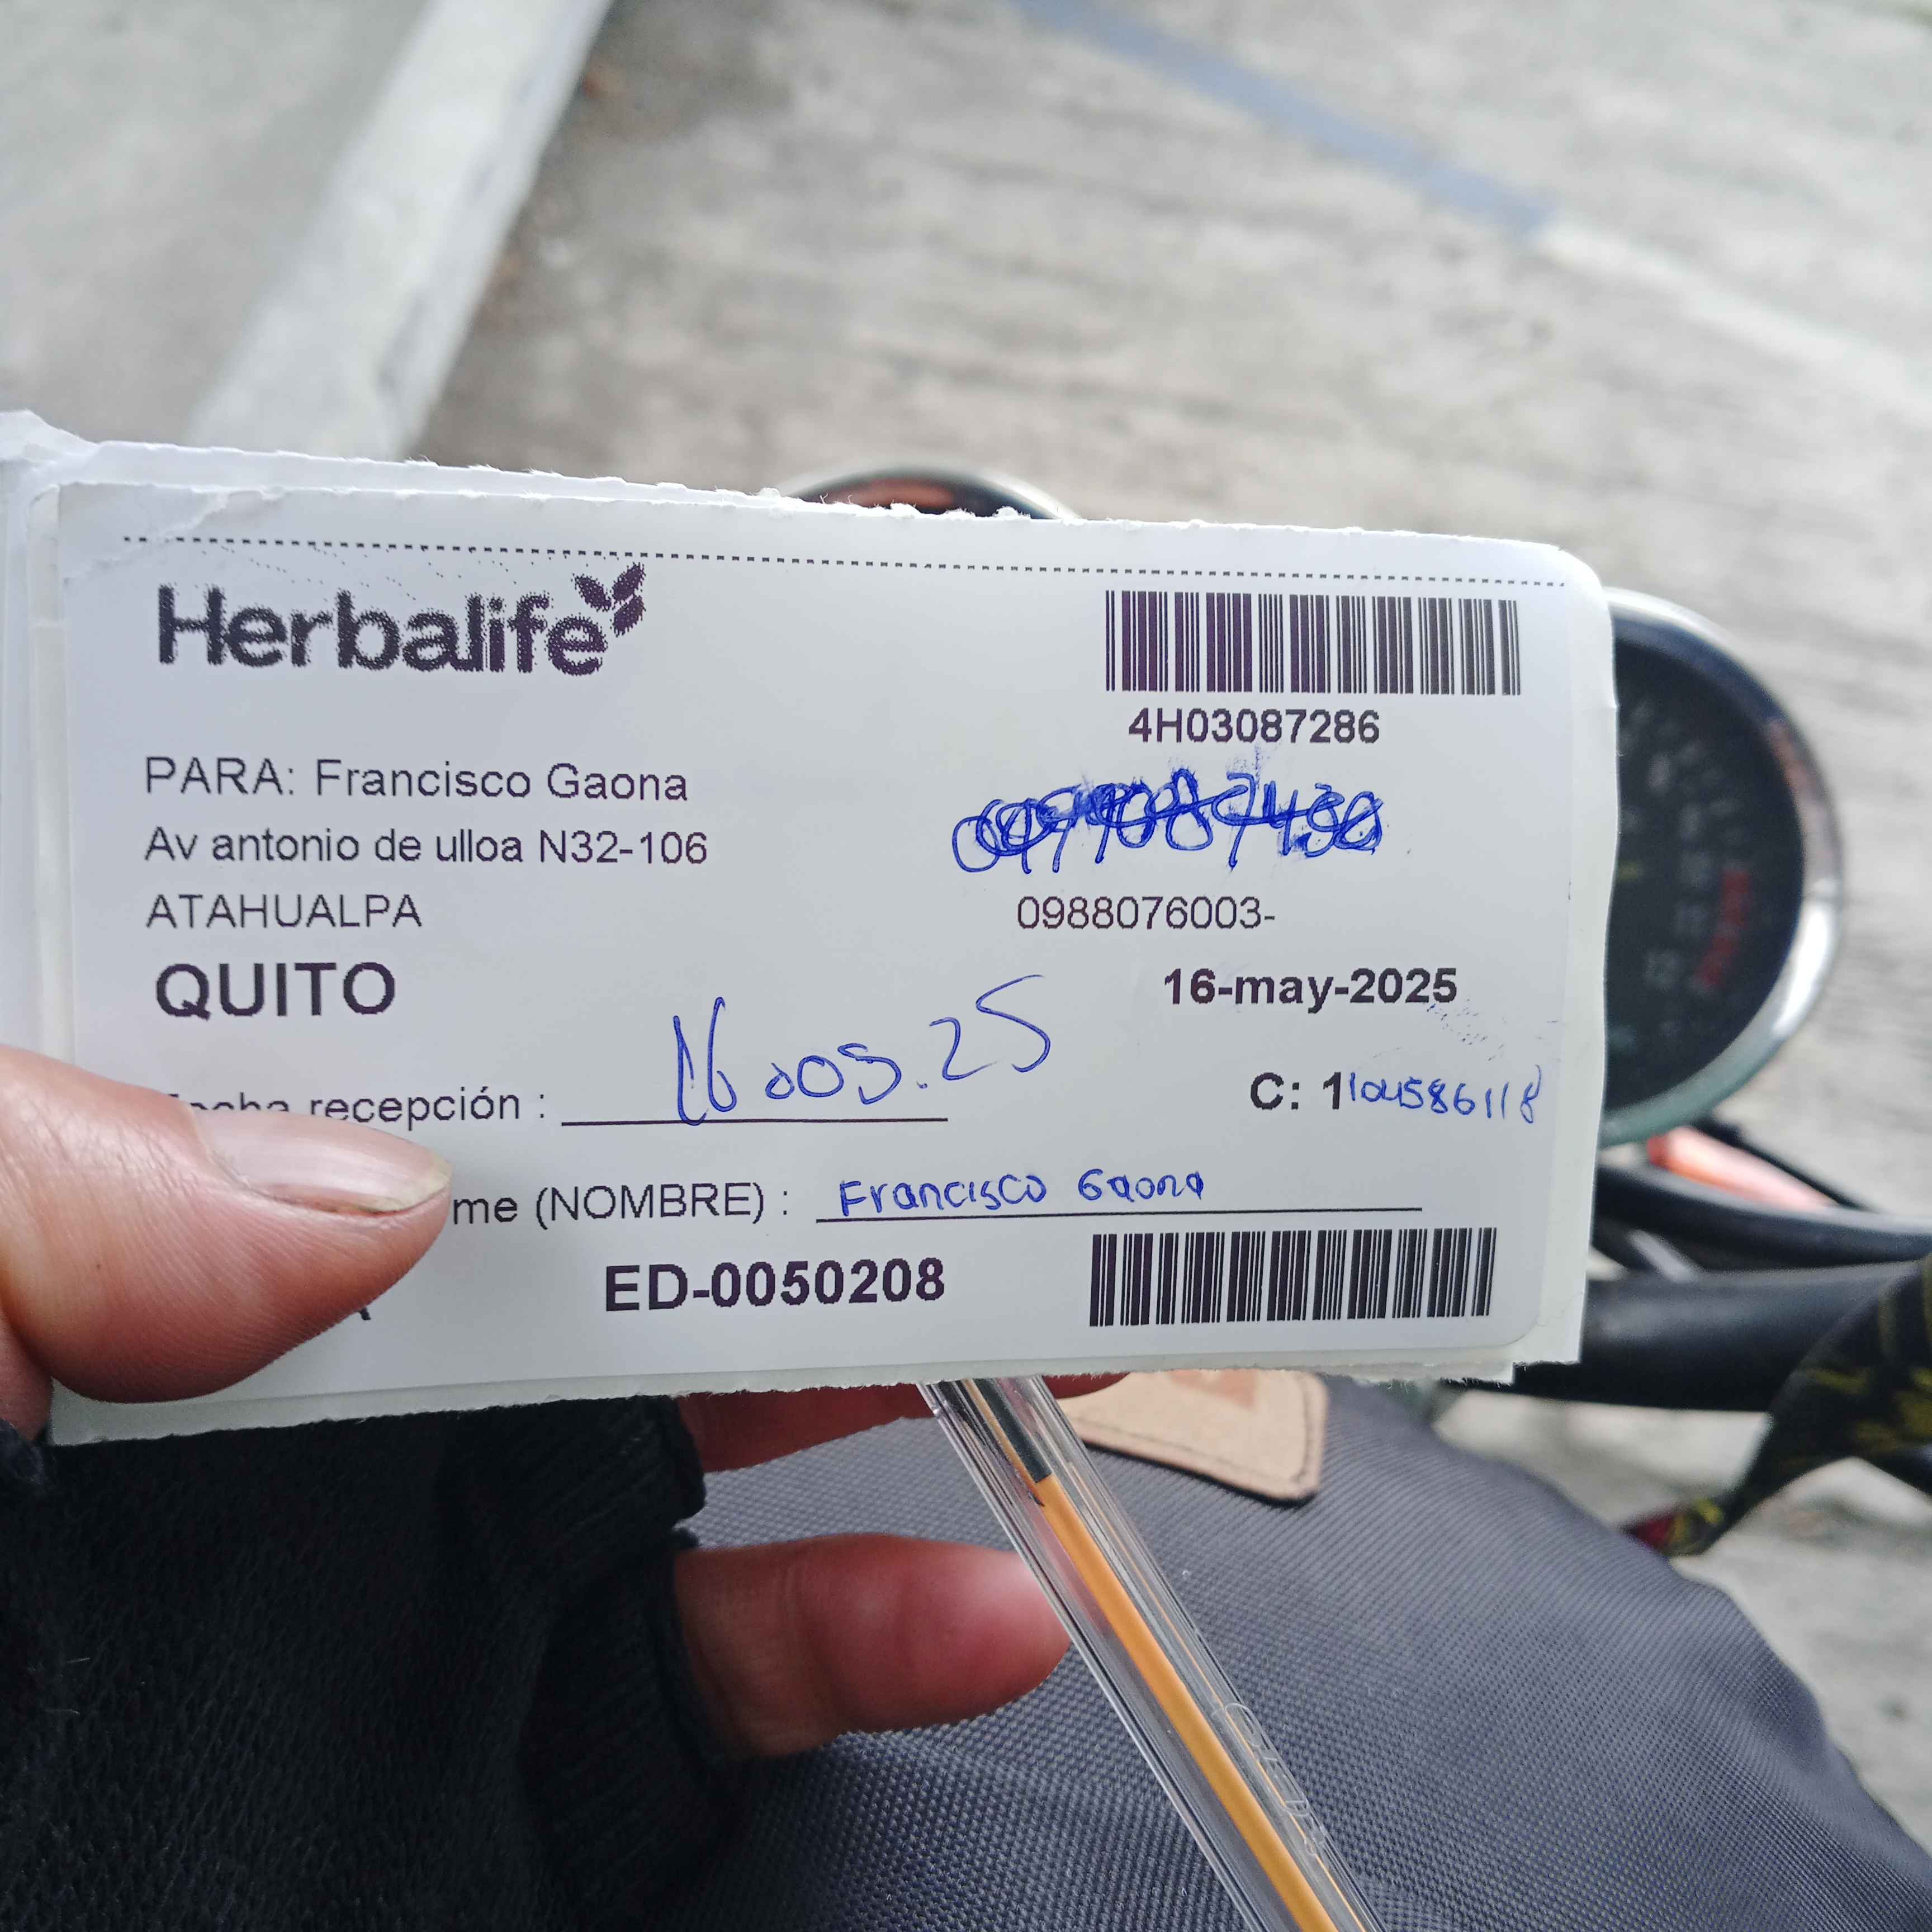 Herbalife
4H03087286
PARA: Francisco Gaona
Av antonio de ulloa N32-106
ATAHUALPA
0988076003-
QUITO
16-may-2025
recepción : 16.005.25
C: 1104586118
me (NOMBRE) : Francisco Gaona
ED-0050208